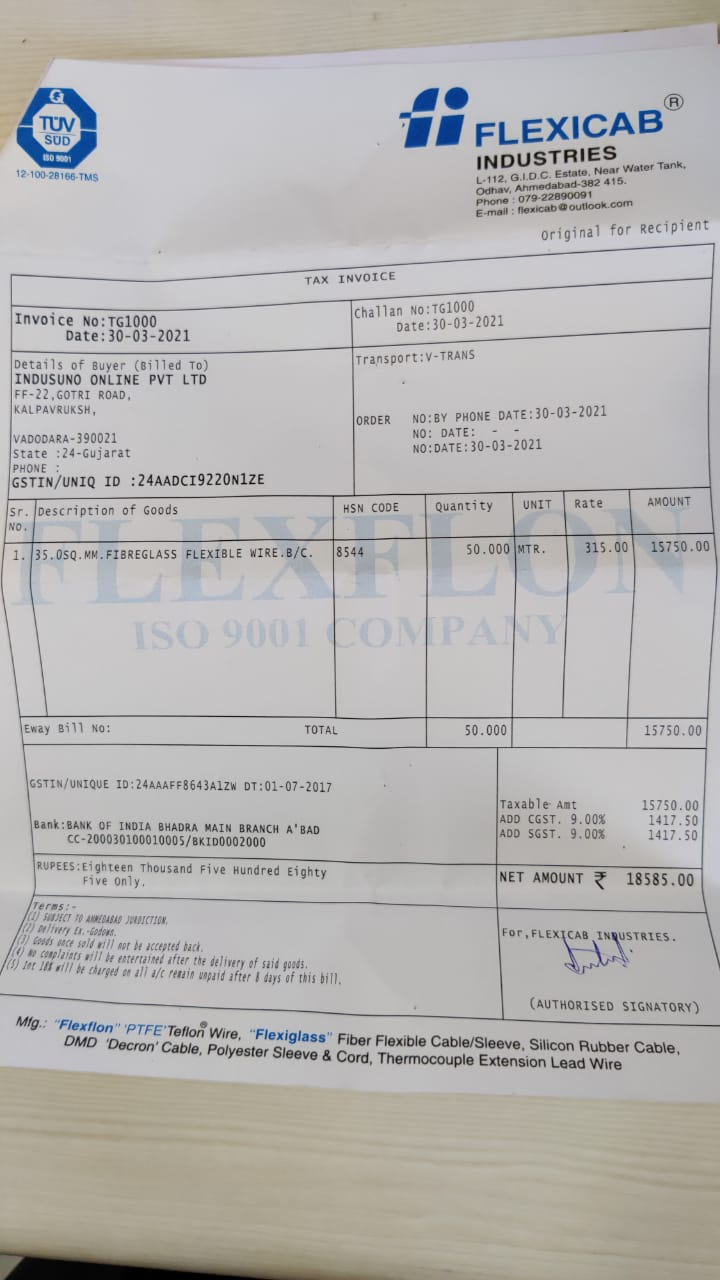 TÜV
SÜD
ISO 9001
12-100-28166-TMS
FLEXICAB ®
INDUSTRIES
L-112, G.I.D.C. Estate, Near Water Tank,
Odhav, Ahmedabad-382 415.
Phone : 079-22890091
E-mail : flexicab@outlook.com
Original for Recipient
TAX INVOICE
Invoice No:TG1000
Date:30-03-2021
Challan No:TG1000
Date:30-03-2021
Details of Buyer (Billed To)
INDUSUNO ONLINE PVT LTD
FF-22,GOTRI ROAD,
KALPAVRUKSH,
VADODARA-390021
State :24-Gujarat
PHONE :
GSTIN/UNIQ ID :24AADCI9220N1ZE
Transport:V-TRANS
ORDER NO:BY PHONE DATE:30-03-2021
NO: DATE: - -
NO:DATE:30-03-2021
Sr. No. Description of Goods HSN CODE Quantity UNIT Rate AMOUNT
1. 35.0SQ.MM.FIBREGLASS FLEXIBLE WIRE.B/C. 8544 50.000 MTR. 315.00 15750.00
FLEXFLON
ISO 9001 COMPANY
Eway Bill No: TOTAL 50.000 15750.00
GSTIN/UNIQUE ID:24AAAFF8643A1ZW DT:01-07-2017
Bank:BANK OF INDIA BHADRA MAIN BRANCH A'BAD
CC-200030100010005/BKID0002000
Taxable Amt 15750.00
ADD CGST. 9.00% 1417.50
ADD SGST. 9.00% 1417.50
RUPEES:Eighteen Thousand Five Hundred Eighty
Five Only.
NET AMOUNT ₹ 18585.00
Terms:-
(1) SUBJECT TO AHMEDABAD JURDICTION.
(2) Delivery Ex.-Godown.
(3) Goods once sold will not be accepted back.
(4) No complaints will be entertained after the delivery of said goods.
(5) Int 18% will be charged on all a/c remain unpaid after 8 days of this bill.
For,FLEXICAB INDUSTRIES.
(AUTHORISED SIGNATORY)
Mfg.: "Flexflon" 'PTFE' Teflon® Wire, "Flexiglass" Fiber Flexible Cable/Sleeve, Silicon Rubber Cable,
DMD 'Decron' Cable, Polyester Sleeve & Cord, Thermocouple Extension Lead Wire